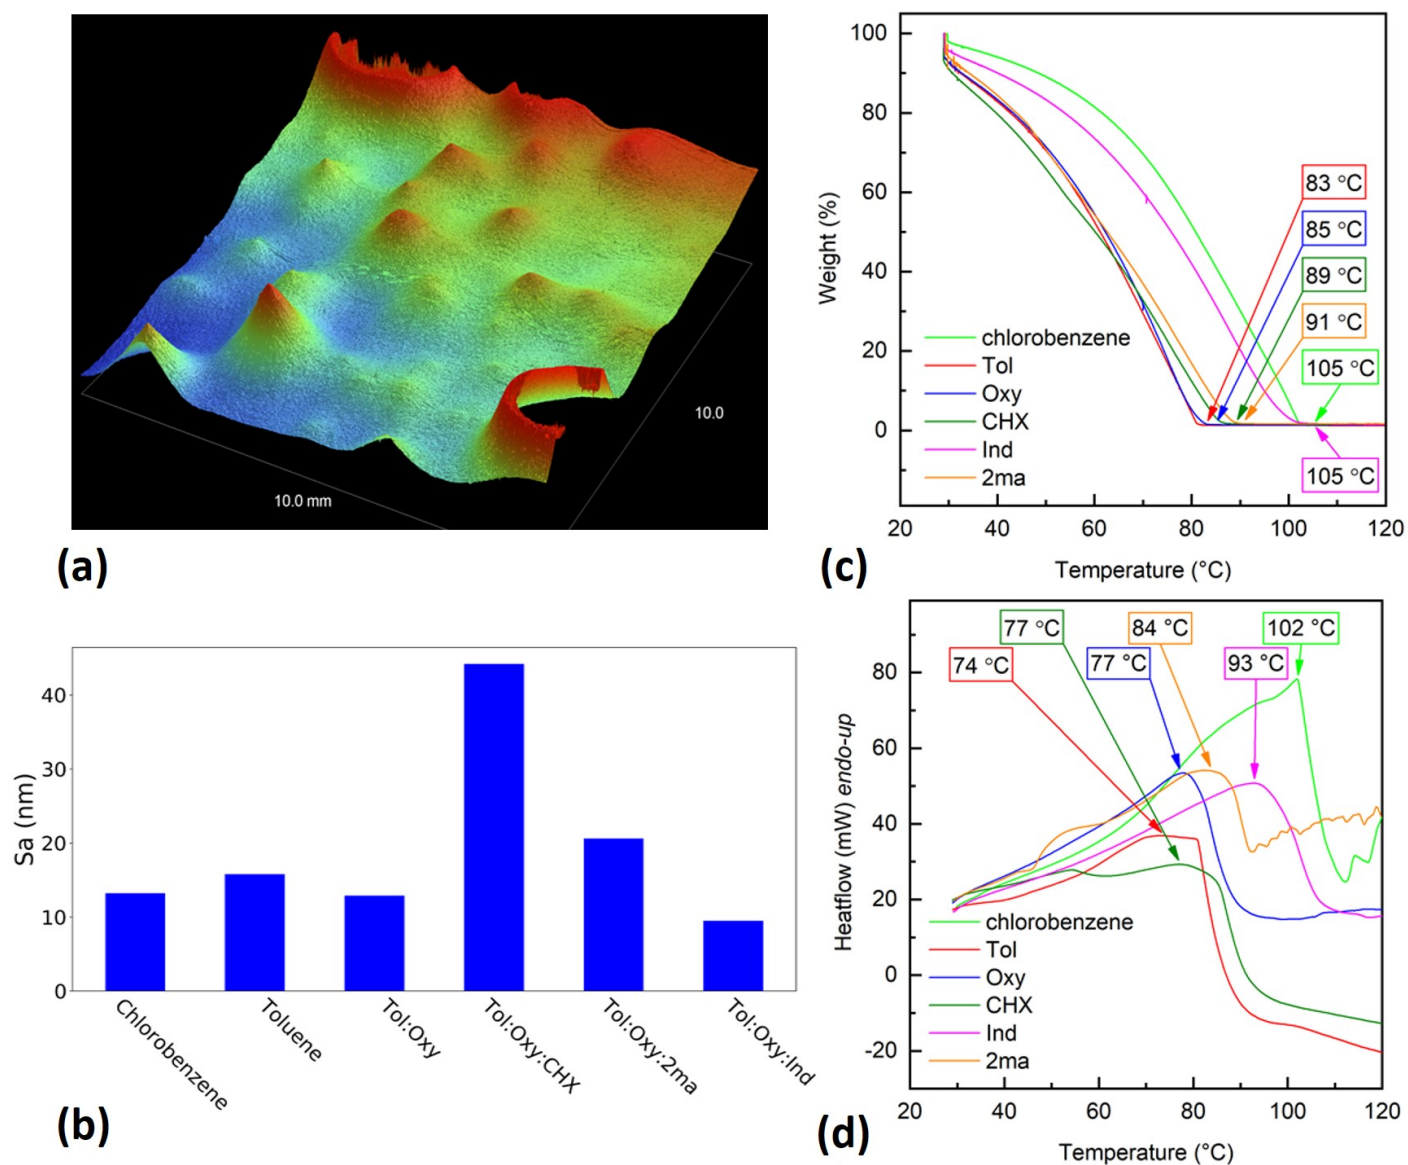 10.0
10.0 mm
(a)
40
30
20
10
0
Sa (nm)
Chlorobenzene
Toluene
Tol:Oxy
Tol:Oxy:CHX
Tol:Oxy:2ma
Tol:Oxy:Ind
(b)
100
80
60
40
20
0
Weight (%)
83 °C
85 °C
89 °C
91 °C
105 °C
105 °C
chlorobenzene
Tol
Oxy
CHX
Ind
2ma
20 40 60 80 100 120
Temperature (°C)
(c)
77 °C 84 °C 102 °C
74 °C 77 °C 93 °C
80
60
40
20
0
-20
Heatflow (mW) endo-up
chlorobenzene
Tol
Oxy
CHX
Ind
2ma
20 40 60 80 100 120
Temperature (°C)
(d)